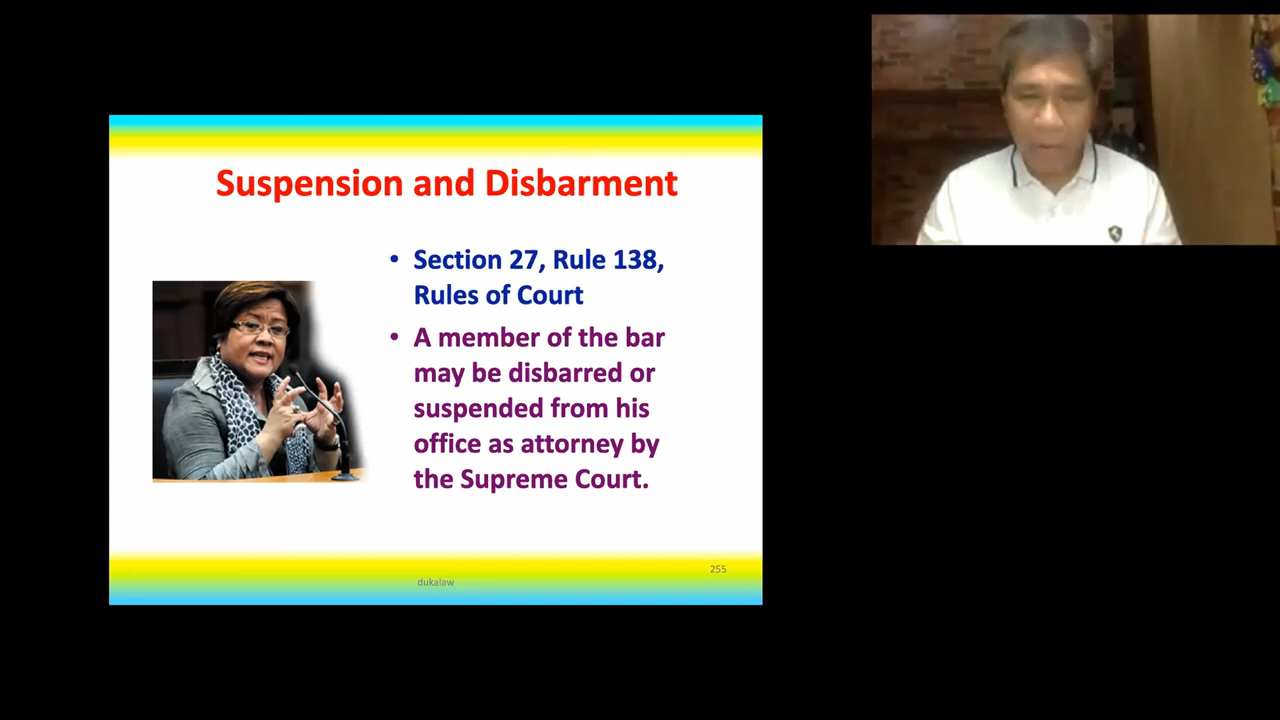 Suspension and Disbarment
• Section 27, Rule 138,
Rules of Court
• A member of the bar
may be disbarred or
suspended from his
office as attorney by
the Supreme Court.
255
dukalaw